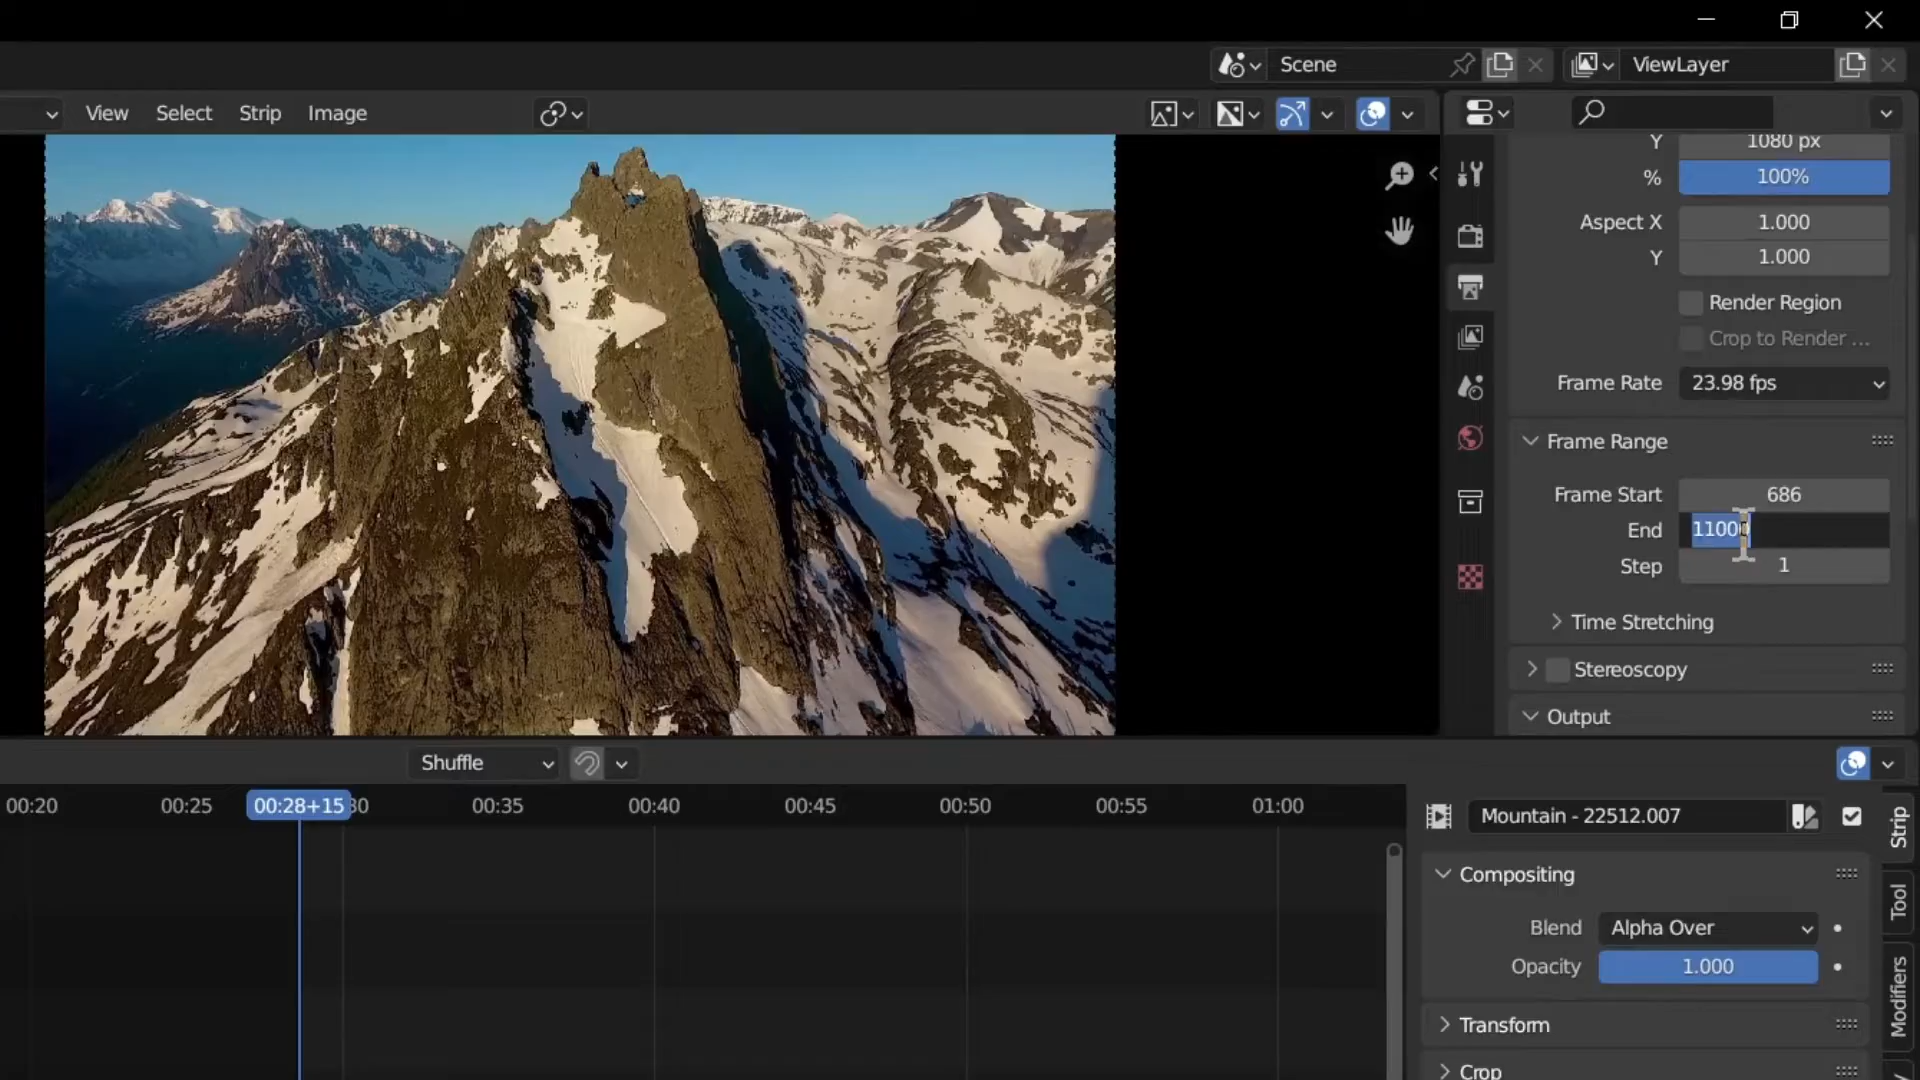 Scene
ViewLayer
View Select Strip Image
Y 1080 px
% 100%
Aspect X 1.000
Y 1.000
Render Region
Crop to Render ...
Frame Rate 23.98 fps
Frame Range
Frame Start 686
End 11000
Step 1
Time Stretching
Stereoscopy
Output
Shuffle
00:20 00:25 00:28+15 30 00:35 00:40 00:45 00:50 00:55 01:00
Mountain - 22512.007
Compositing
Blend Alpha Over
Opacity 1.000
Transform
Crop
Strip
Tool
Modifiers